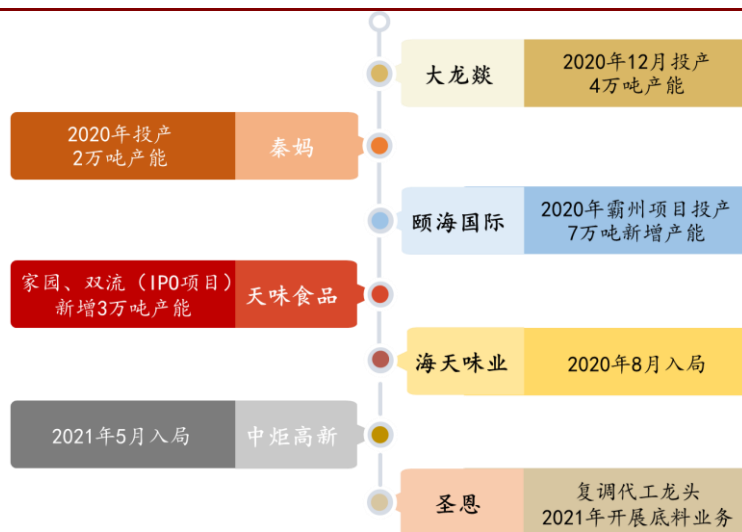 大龙燚
2020年12月投产
4万吨产能
2020年投产
2万吨产能
秦妈
颐海国际
2020年霸州项目投产
7万吨新增产能
家园、双流（IPO项目）
新增3万吨产能
天味食品
海天味业
2020年8月入局
2021年5月入局
中炬高新
圣恩
复调代工龙头
2021年开展底料业务